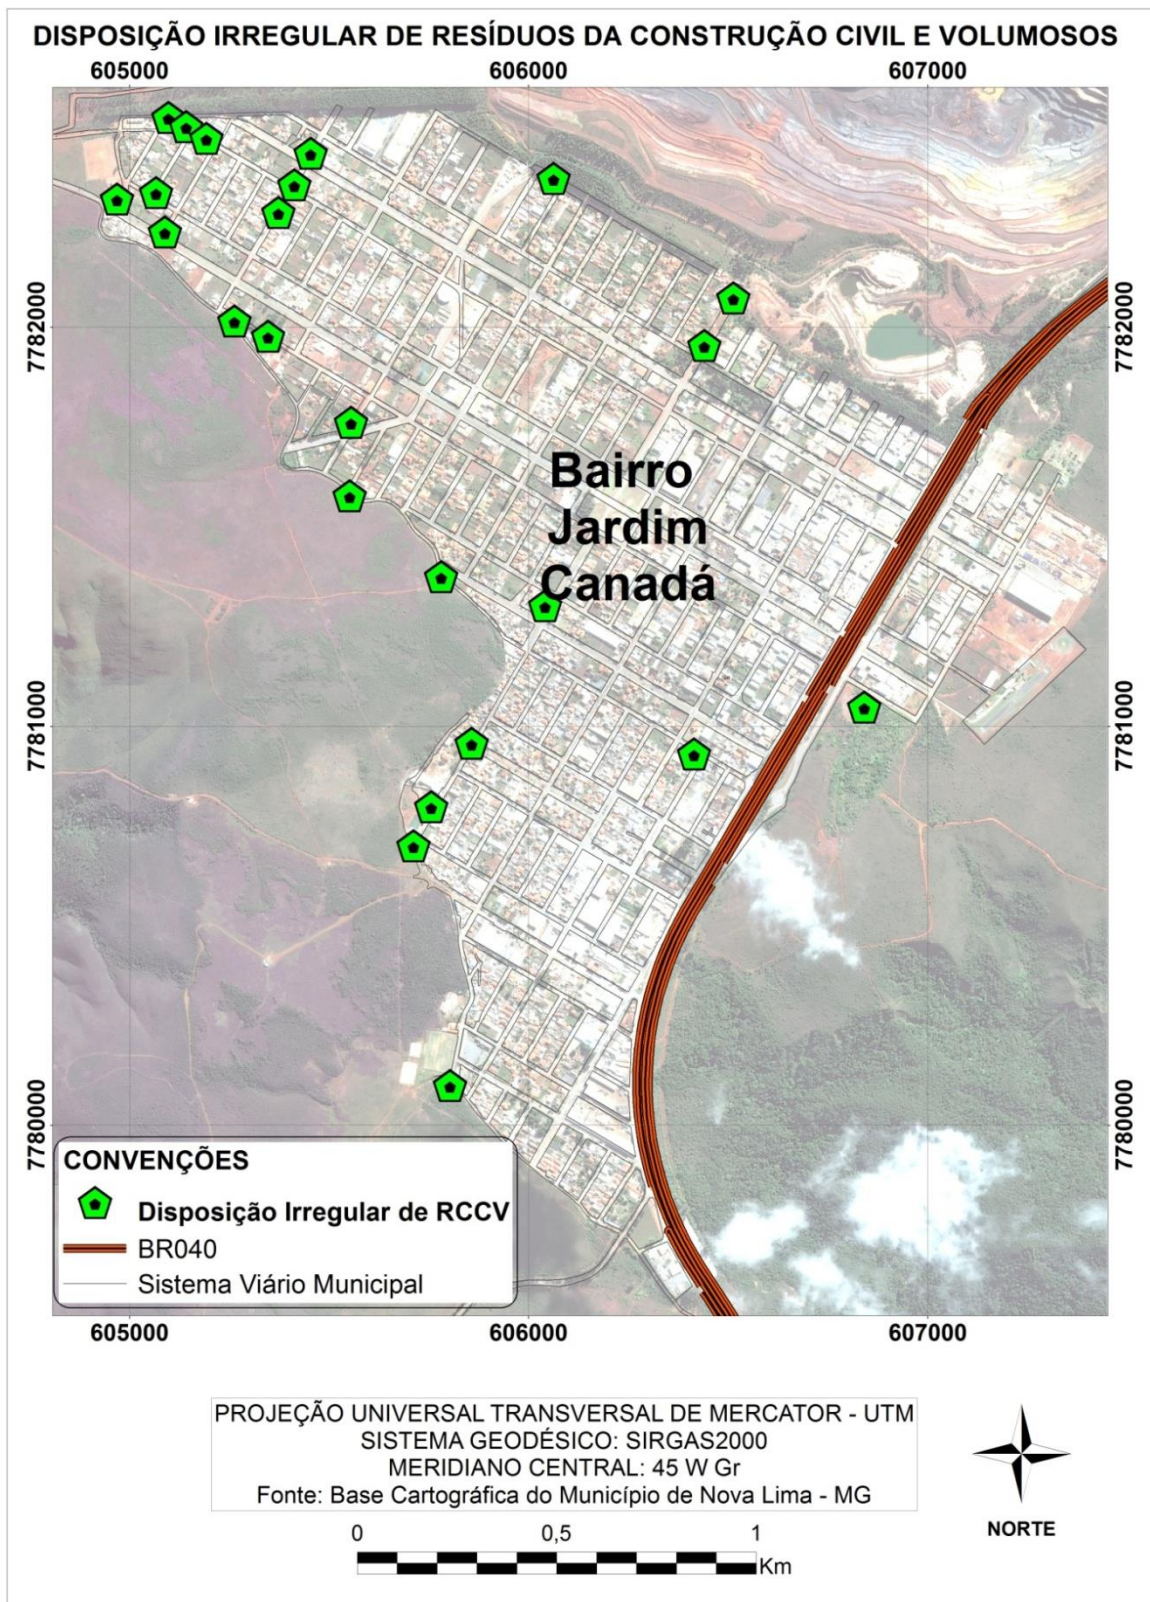 DISPOSIÇÃO IRREGULAR DE RESÍDUOS DA CONSTRUÇÃO CIVIL E VOLUMOSOS
605000 606000 607000
7782000 7782000
Bairro
Jardim
Canadá
7781000 7781000
7780000 7780000
CONVENÇÕES
Disposição Irregular de RCCV
BR040
Sistema Viário Municipal
605000 606000 607000
PROJEÇÃO UNIVERSAL TRANSVERSAL DE MERCATOR - UTM
SISTEMA GEODÉSICO: SIRGAS2000
MERIDIANO CENTRAL: 45 W Gr
Fonte: Base Cartográfica do Município de Nova Lima - MG
NORTE
0 0,5 1
Km